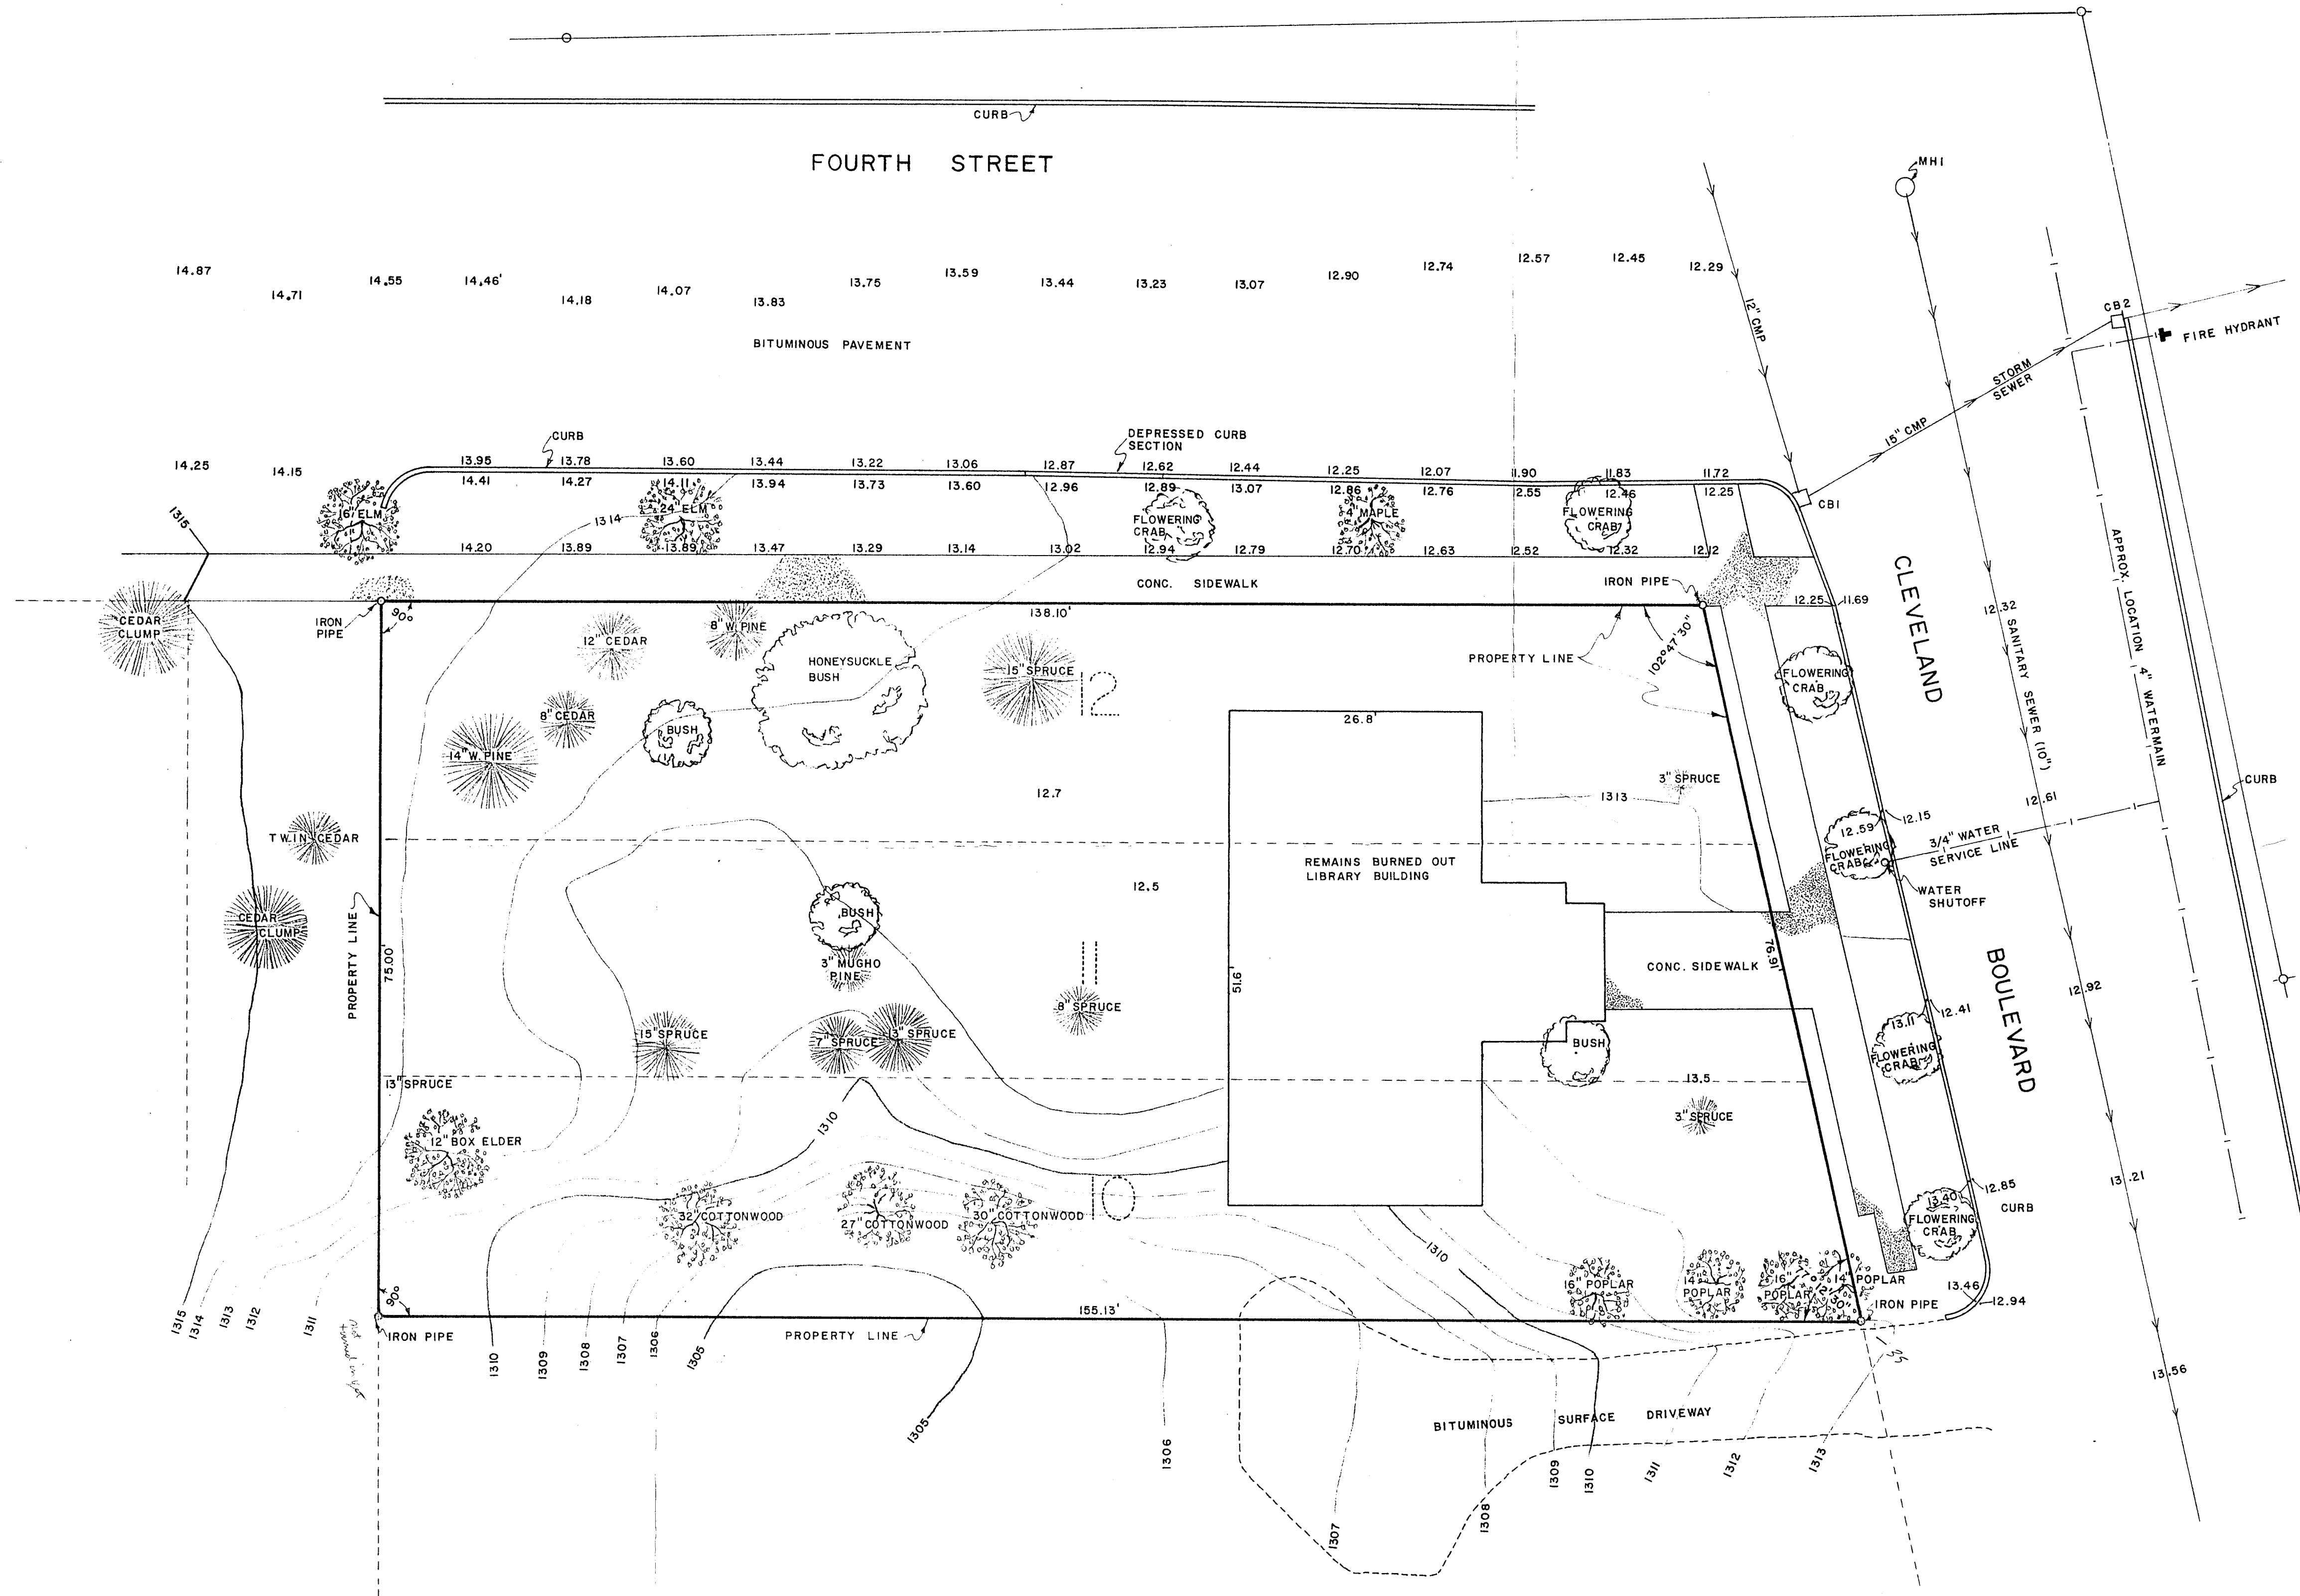 CURB
FOURTH STREET
MH1
14.87
14.71
14.55
14.46'
14.18
14.07
13.83
13.75
13.59
13.44
13.23
13.07
12.90
12.74
12.57
12.45
12.29
12" CMP
CB2
FIRE HYDRANT
BITUMINOUS PAVEMENT
STORM
SEWER
15" CMP
CURB
DEPRESSED CURB
SECTION
14.25
14.15
13.95
13.78
13.60
13.44
13.22
13.06
12.87
12.62
12.44
12.25
12.07
11.90
11.83
11.72
14.41
14.27
14.11
13.94
13.73
13.60
12.96
12.89
13.07
12.86
12.76
12.55
12.46
12.25
CB1
1315
16" ELM
1314
24" ELM
FLOWERING
CRAB
4" MAPLE
FLOWERING
CRAB
14.20
13.89
13.89
13.47
13.29
13.14
13.02
12.94
12.79
12.70
12.63
12.52
12.32
12.12
CONC. SIDEWALK
IRON PIPE
CLEVELAND
APPROX. LOCATION 4" WATERMAIN
12.25
11.69
12.32
SANITARY SEWER (10")
CEDAR
CLUMP
IRON
PIPE
90°
138.10'
102°47'30"
12" CEDAR
8" W. PINE
HONEYSUCKLE
BUSH
15" SPRUCE
12
PROPERTY LINE
FLOWERING
CRAB
8" CEDAR
BUSH
26.8'
14" W. PINE
3" SPRUCE
CURB
12.7
1313
12.61
12.15
12.59
TWIN CEDAR
3/4" WATER
SERVICE LINE
FLOWERING
CRAB
REMAINS BURNED OUT
LIBRARY BUILDING
12.5
WATER
SHUTOFF
CEDAR
CLUMP
PROPERTY LINE
75.00'
BUSH
3" MUGHO
PINE
11
51.6
CONC. SIDEWALK
76.91'
BOULEVARD
12.92
8" SPRUCE
12.41
13.11
15" SPRUCE
7" SPRUCE
13" SPRUCE
BUSH
FLOWERING
CRAB
13" SPRUCE
13.5
1310
3" SPRUCE
12" BOX ELDER
13.21
12.85
13.40
CURB
32" COTTONWOOD
27" COTTONWOOD
30" COTTONWOOD
10
FLOWERING
CRAB
1310
16" POPLAR
14"
POPLAR
16"
POPLAR
14" POPLAR
13.46
12.94
IRON PIPE
90°
155.13'
IRON PIPE
PROPERTY LINE
1315
1314
1313
1312
1311
1310
1309
1308
1307
1306
1305
13.56
BITUMINOUS SURFACE DRIVEWAY
1305
1306
1307
1308
1309
1310
1311
1312
1313